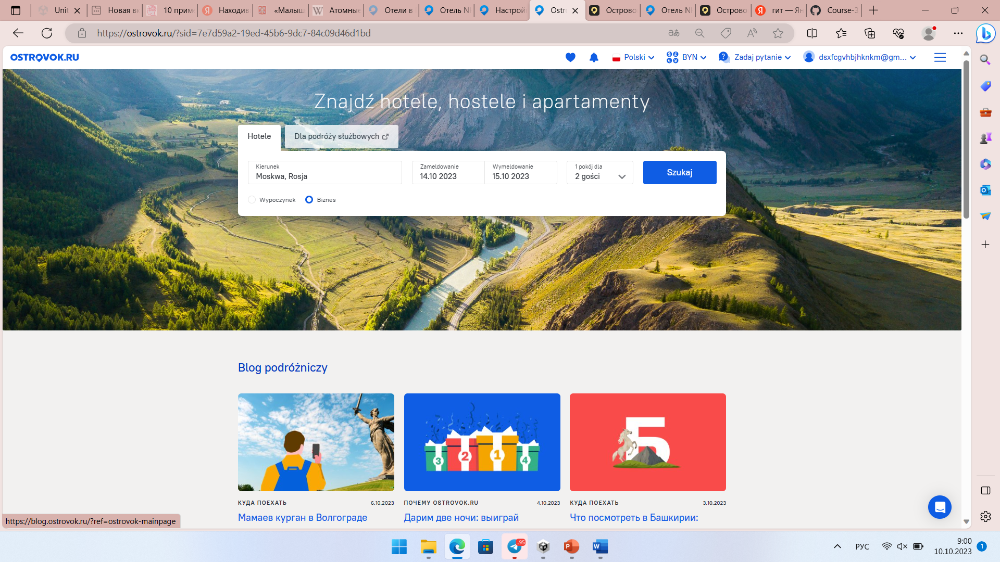 Unit
Новая вк
10 прим
Находив
«Малыш
Атомные
Отели в
Отель N
Настрой
Ostr
Острово
Отель N
Острово
гит — Ян
Course-3
https://ostrovok.ru/?sid=7e7d59a2-19ed-45b6-9dc7-84c09d46d1bd
OSTROVOK.RU
Polski
BYN
Zadaj pytanie
dsxfcgvhbjhknkm@gm...
Znajdź hotele, hostele i apartamenty
Hotele
Dla podróży służbowych
Kierunek
Moskwa, Rosja
Zameldowanie
14.10 2023
Wymeldowanie
15.10 2023
1 pokój dla
2 gości
Szukaj
Wypoczynek
Biznes
Blog podróżniczy
3 2 1 4
Б
КУДА ПОЕХАТЬ 6.10.2023
Мамаев курган в Волгограде
ПОЧЕМУ OSTROVOK.RU 4.10.2023
Дарим две ночи: выиграй
КУДА ПОЕХАТЬ 3.10.2023
Что посмотреть в Башкирии:
https://blog.ostrovok.ru/?ref=ostrovok-mainpage
..95
РУС
9:00
10.10.2023
1